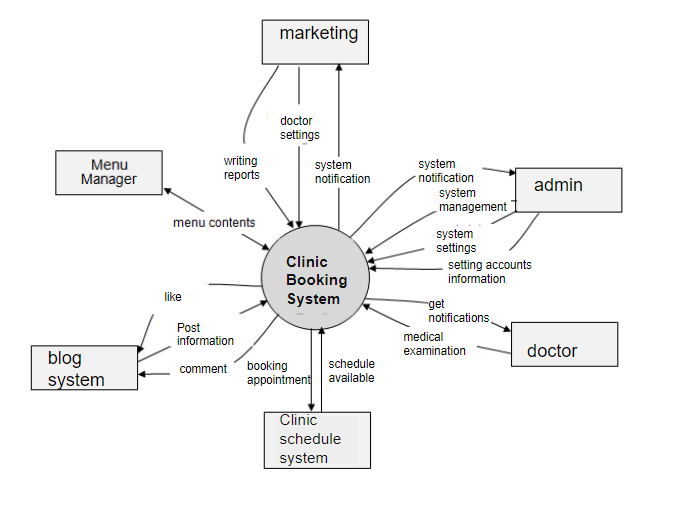 marketing
doctor
settings
writing
reports
system
notification
Menu
Manager
menu contents
system
notification
admin
system
management
system
settings
setting accounts
information
Clinic
Booking
System
like
Post
information
get
notifications
medical
examination
doctor
blog
system
comment
booking
appointment
schedule
available
Clinic
schedule
system